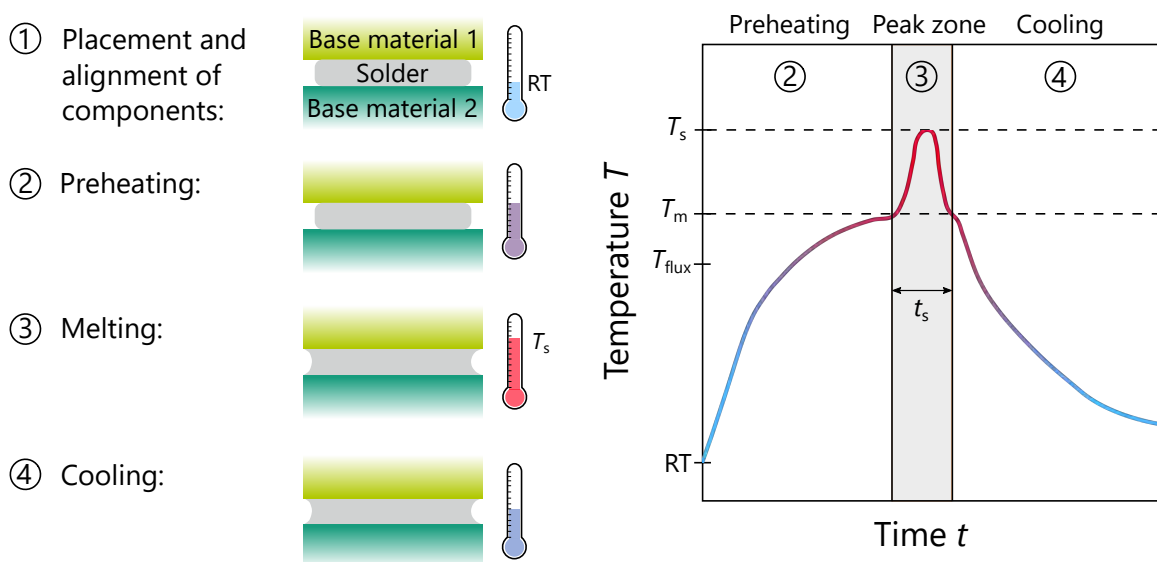 ① Placement and
alignment of
components:
Base material 1
Solder
Base material 2
RT
② Preheating:
③ Melting:
Ts
④ Cooling:
Preheating Peak zone Cooling
② ③ ④
Ts
Tm
Tflux
RT
ts
Temperature T
Time t